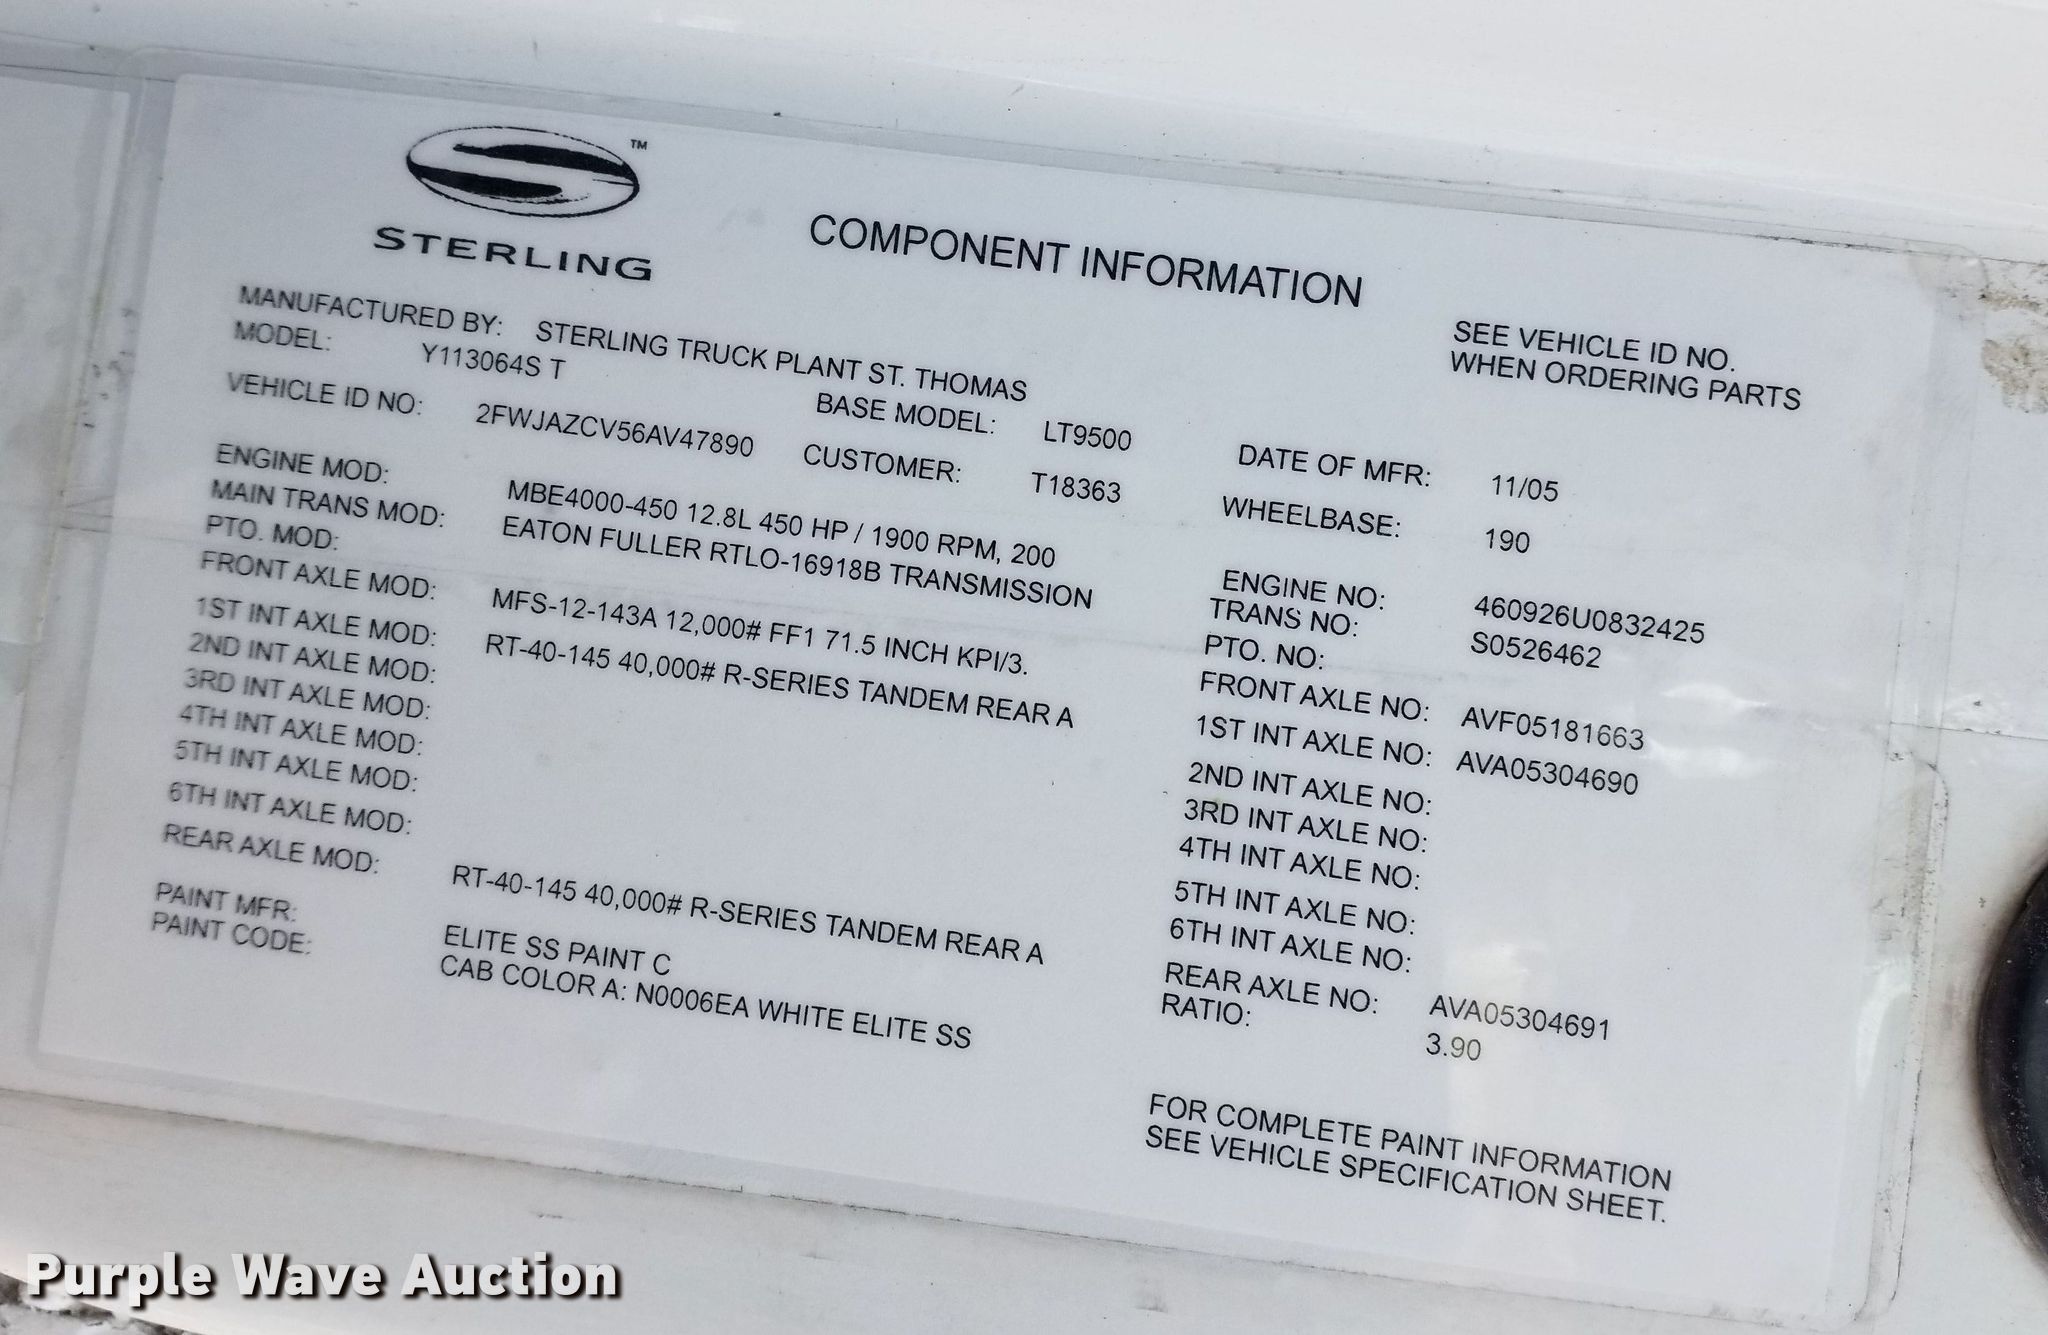 TM
STERLING
COMPONENT INFORMATION
SEE VEHICLE ID NO.
WHEN ORDERING PARTS
MANUFACTURED BY: STERLING TRUCK PLANT ST. THOMAS
MODEL: Y113064S T BASE MODEL: LT9500 DATE OF MFR: 11/05
VEHICLE ID NO: 2FWJAZCV56AV47890 CUSTOMER: T18363 WHEELBASE: 190
ENGINE MOD: MBE4000-450 12.8L 450 HP / 1900 RPM, 200 ENGINE NO: 460926U0832425
MAIN TRANS MOD: EATON FULLER RTLO-16918B TRANSMISSION TRANS NO: S0526462
PTO. MOD: PTO. NO:
FRONT AXLE MOD: MFS-12-143A 12,000# FF1 71.5 INCH KPI/3. FRONT AXLE NO: AVF05181663
1ST INT AXLE MOD: RT-40-145 40,000# R-SERIES TANDEM REAR A 1ST INT AXLE NO: AVA05304690
2ND INT AXLE MOD: 2ND INT AXLE NO:
3RD INT AXLE MOD: 3RD INT AXLE NO:
4TH INT AXLE MOD: 4TH INT AXLE NO:
5TH INT AXLE MOD: 5TH INT AXLE NO:
6TH INT AXLE MOD: 6TH INT AXLE NO:
REAR AXLE MOD: RT-40-145 40,000# R-SERIES TANDEM REAR A REAR AXLE NO: AVA05304691
RATIO: 3.90
PAINT MFR: ELITE SS PAINT C
PAINT CODE: CAB COLOR A: N0006EA WHITE ELITE SS
FOR COMPLETE PAINT INFORMATION
SEE VEHICLE SPECIFICATION SHEET.
Purple Wave Auction